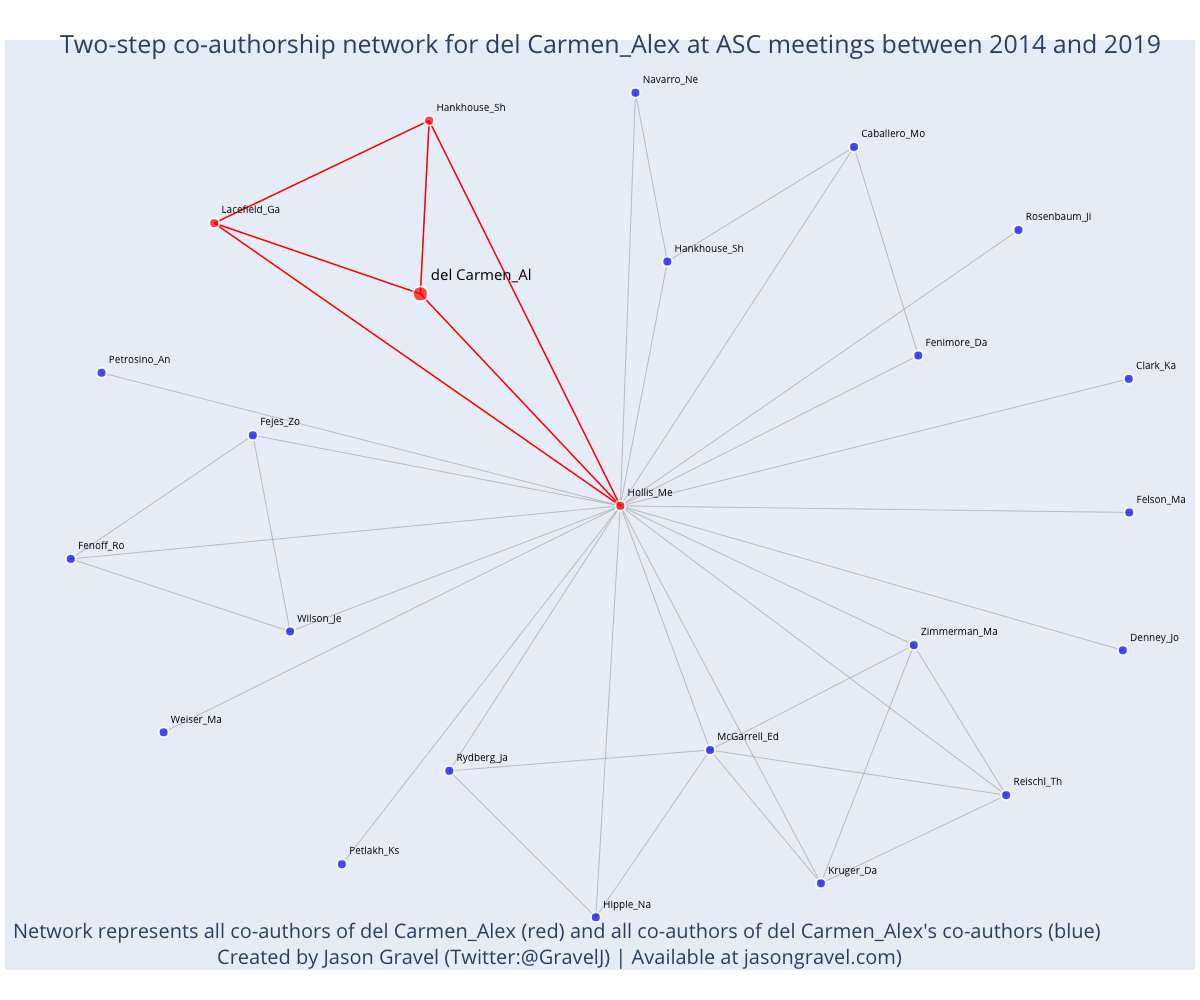 Two-step co-authorship network for del Carmen_Alex at ASC meetings between 2014 and 2019
Navarro_Ne
Hankhouse_Sh
Caballero_Mo
Lacefield_Ga
Rosenbaum_Ji
Hankhouse_Sh
del Carmen_Al
Fenimore_Da
Petrosino_An
Clark_Ka
Fejes_Zo
Hollis_Me
Felson_Ma
Fenoff_Ro
Wilson_Je
Zimmerman_Ma
Denney_Jo
Weiser_Ma
McGarrell_Ed
Rydberg_Ja
Reischl_Th
Petlakh_Ks
Kruger_Da
Hipple_Na
Network represents all co-authors of del Carmen_Alex (red) and all co-authors of del Carmen_Alex's co-authors (blue)
Created by Jason Gravel (Twitter:@GravelJ) | Available at jasongravel.com)